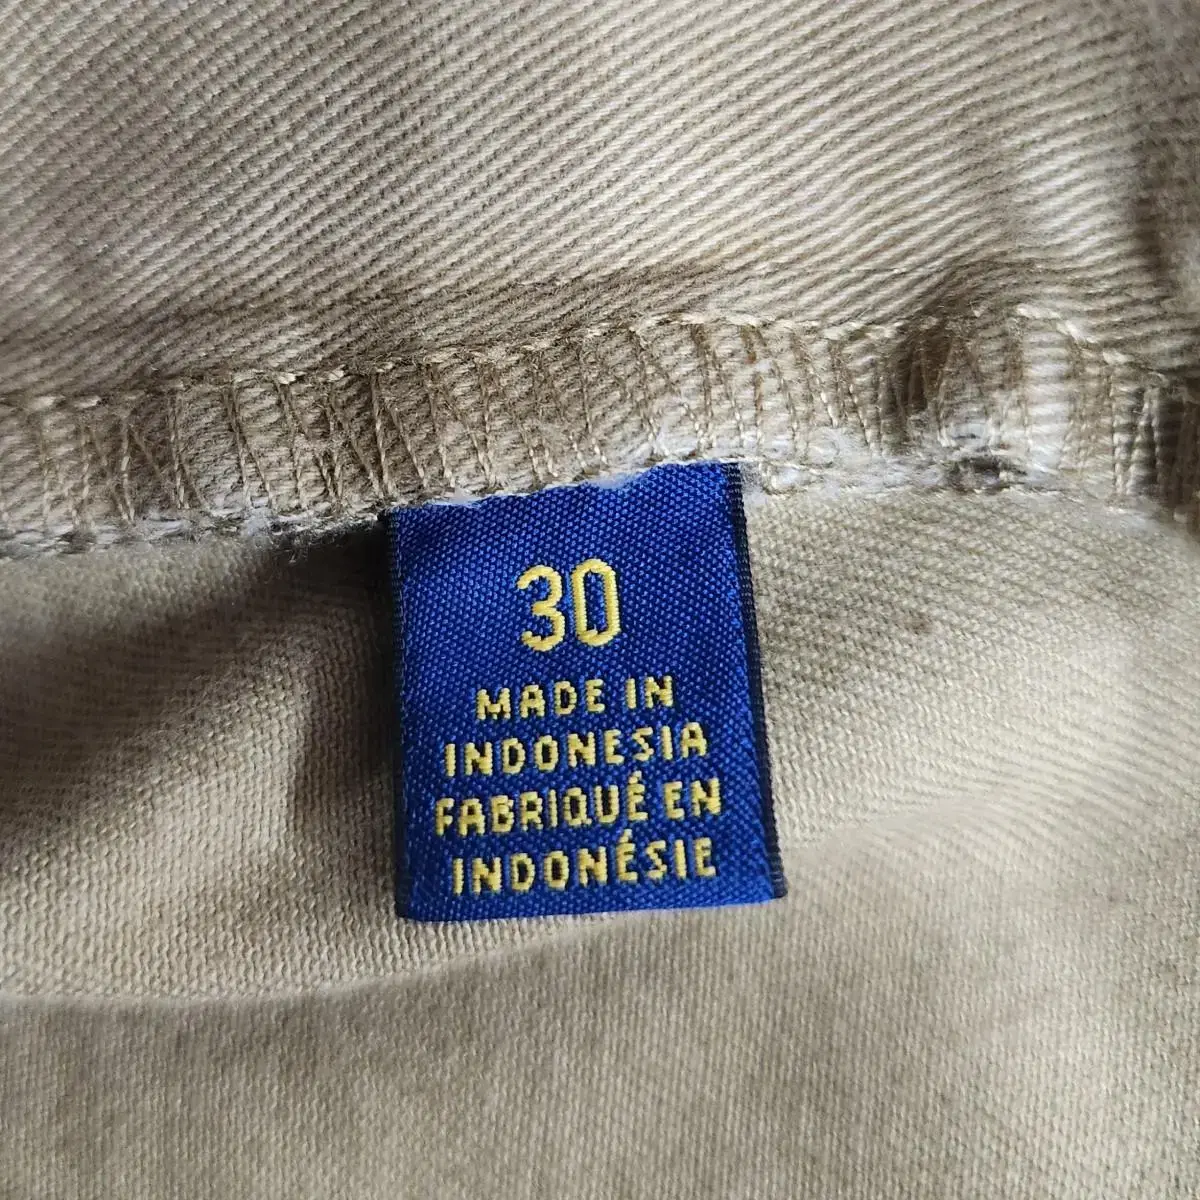 30
MADE IN
INDONESIA
FABRIQUÉ EN
INDONÉSIE